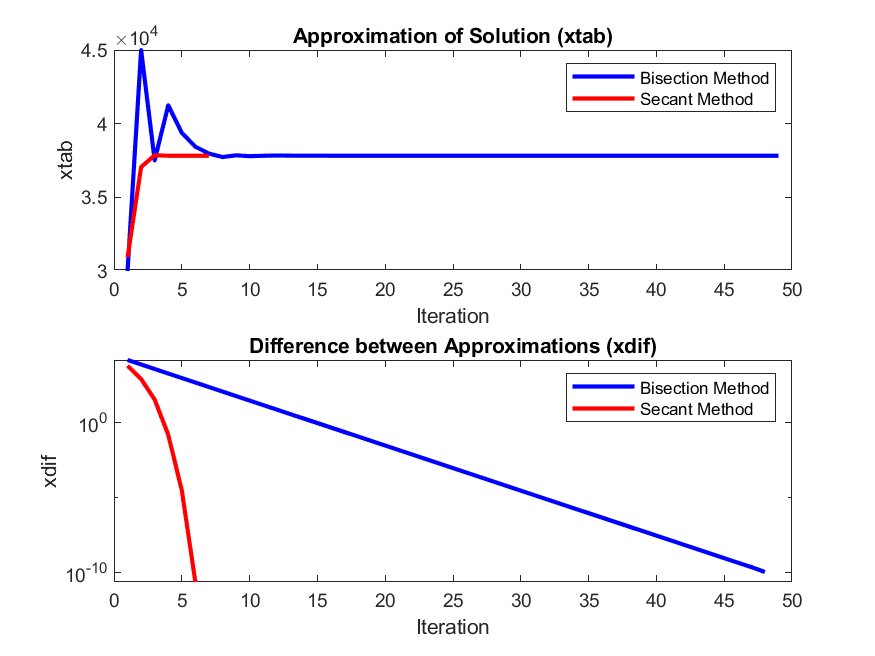 Approximation of Solution (xtab)
×10^4
4.5
4
3.5
3
xtab
Bisection Method
Secant Method
0 5 10 15 20 25 30 35 40 45 50
Iteration
Difference between Approximations (xdif)
10^0
10^-10
xdif
Bisection Method
Secant Method
0 5 10 15 20 25 30 35 40 45 50
Iteration